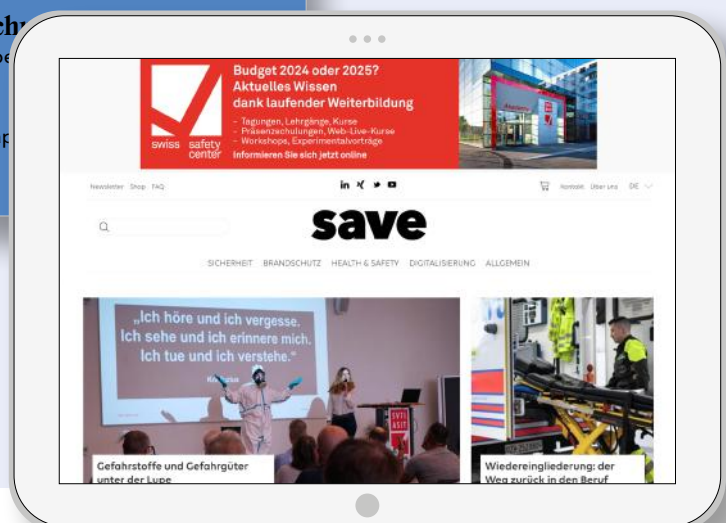 Budget 2024 oder 2025?
Aktuelles Wissen
dank laufender Weiterbildung
- Tagungen, Lehrgänge, Kurse
- Präsenzschulungen, Web-Live-Kurse
- Workshops, Experimentalvorträge
Informieren Sie sich jetzt online
swiss safety
center
Newsletter Shop FAQ
Kontakt Über uns DE
save
SICHERHEIT BRANDSCHUTZ HEALTH & SAFETY DIGITALISIERUNG ALLGEMEIN
„Ich höre und ich vergesse.
Ich sehe und ich erinnere mich.
Ich tue und ich verstehe.“
SVTI
ASIT
Gefahrstoffe und Gefahrgüter
unter der Lupe
Wiedereingliederung: der
Weg zurück in den Beruf